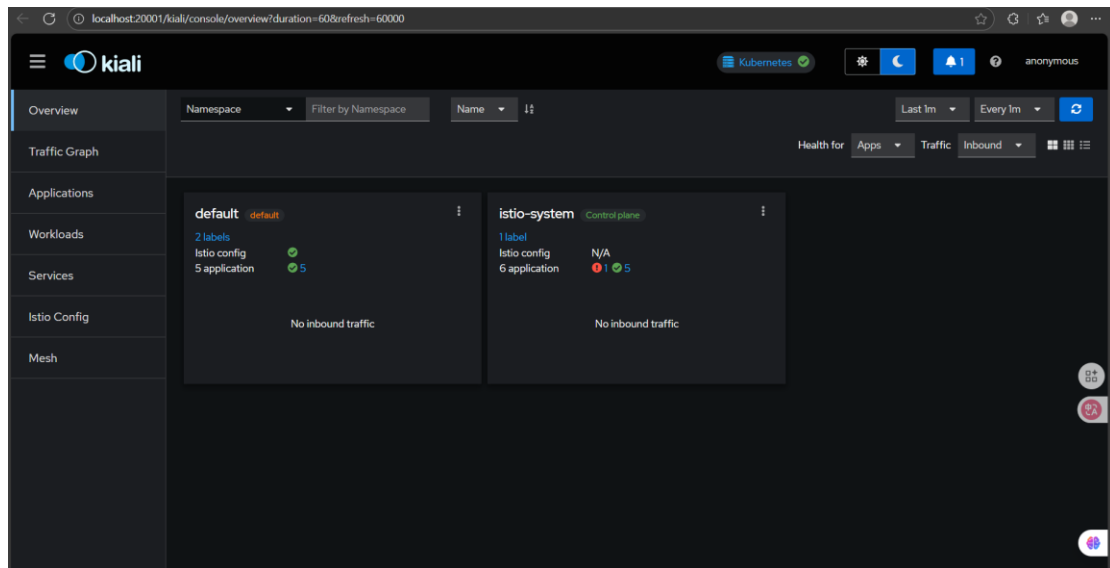 localhost:20001/kiali/console/overview?duration=60&refresh=60000
kiali
Kubernetes
1
anonymous
Overview
Namespace
Filter by Namespace
Name
Last 1m
Every 1m
Traffic Graph
Health for
Apps
Traffic
Inbound
Applications
Workloads
Services
Istio Config
Mesh
default default
2 labels
Istio config
5 application 5
No inbound traffic
istio-system Control plane
1 label
Istio config N/A
6 application 1 5
No inbound traffic